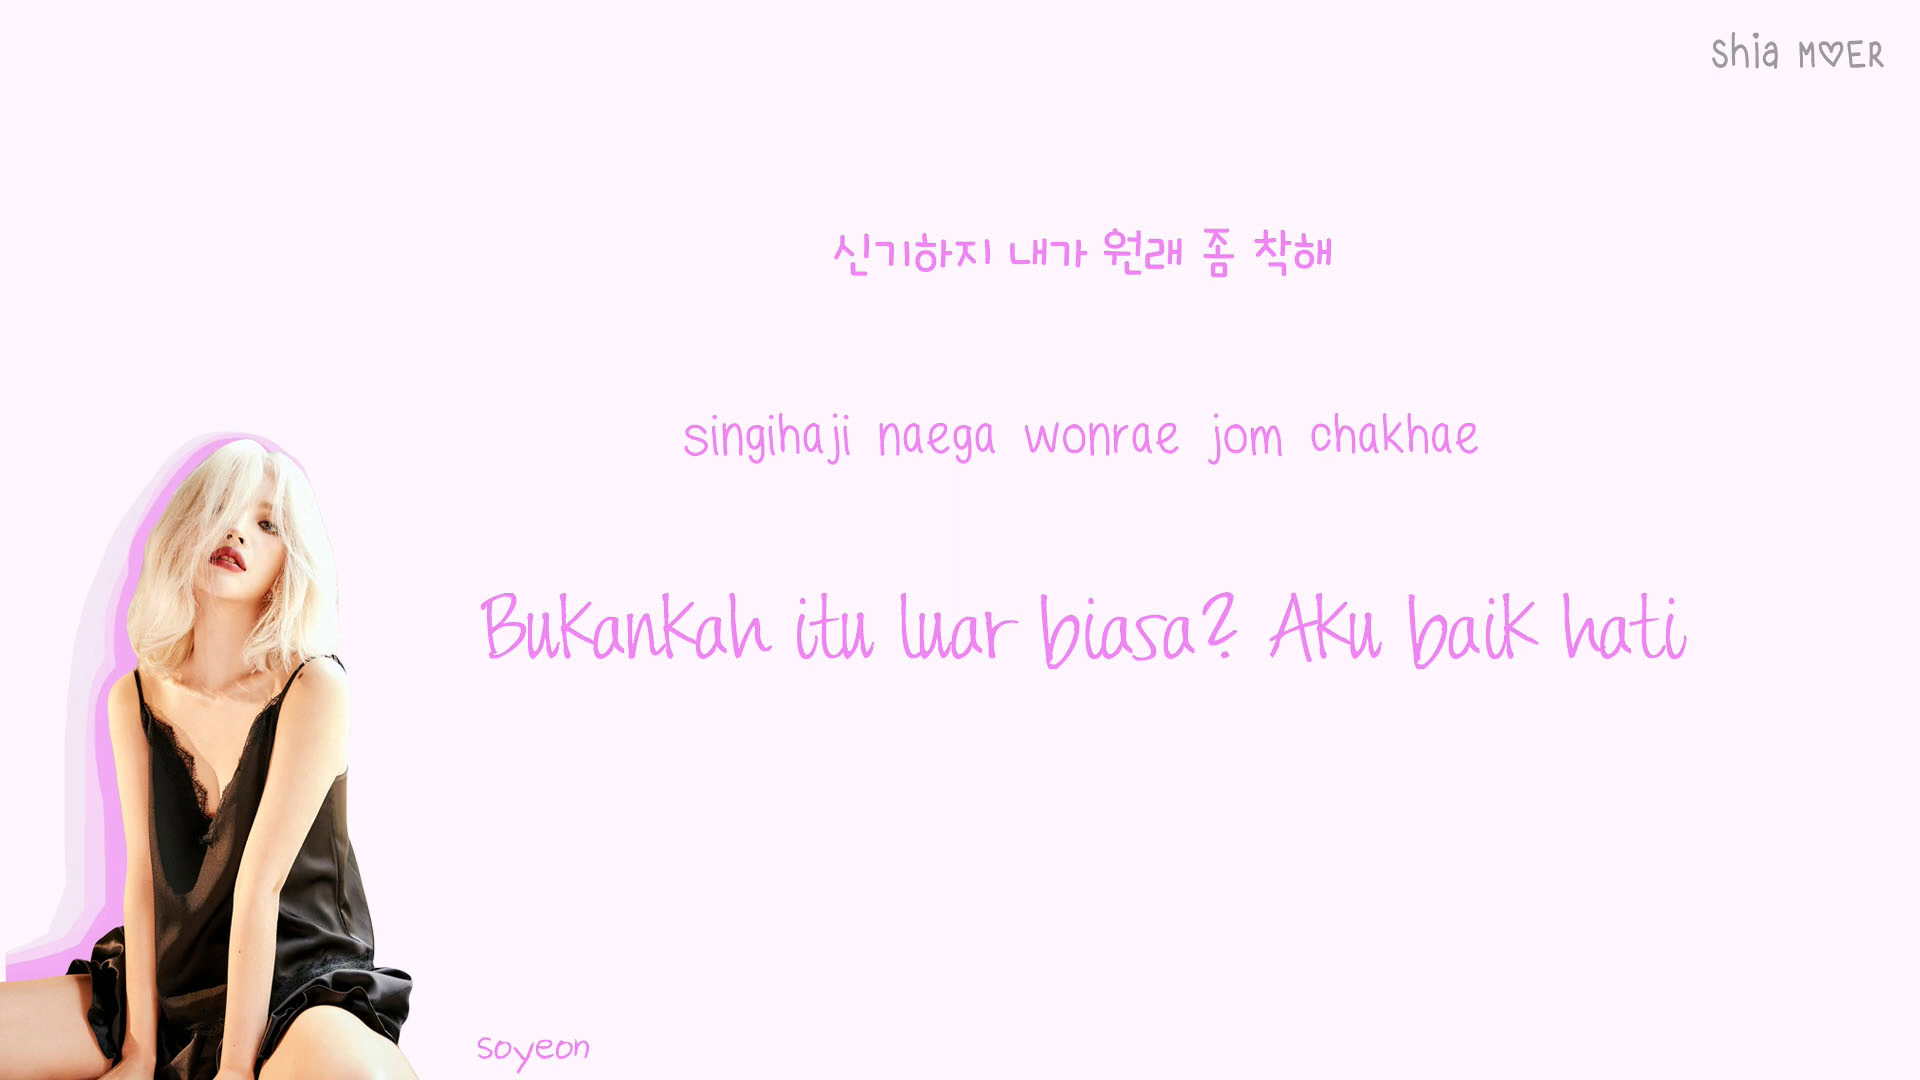 shia M♡ER
신기하지 내가 원래 좀 착해
singihaji naega wonrae jom chakhae
Bukankah itu luar biasa? Aku baik hati
soyeon